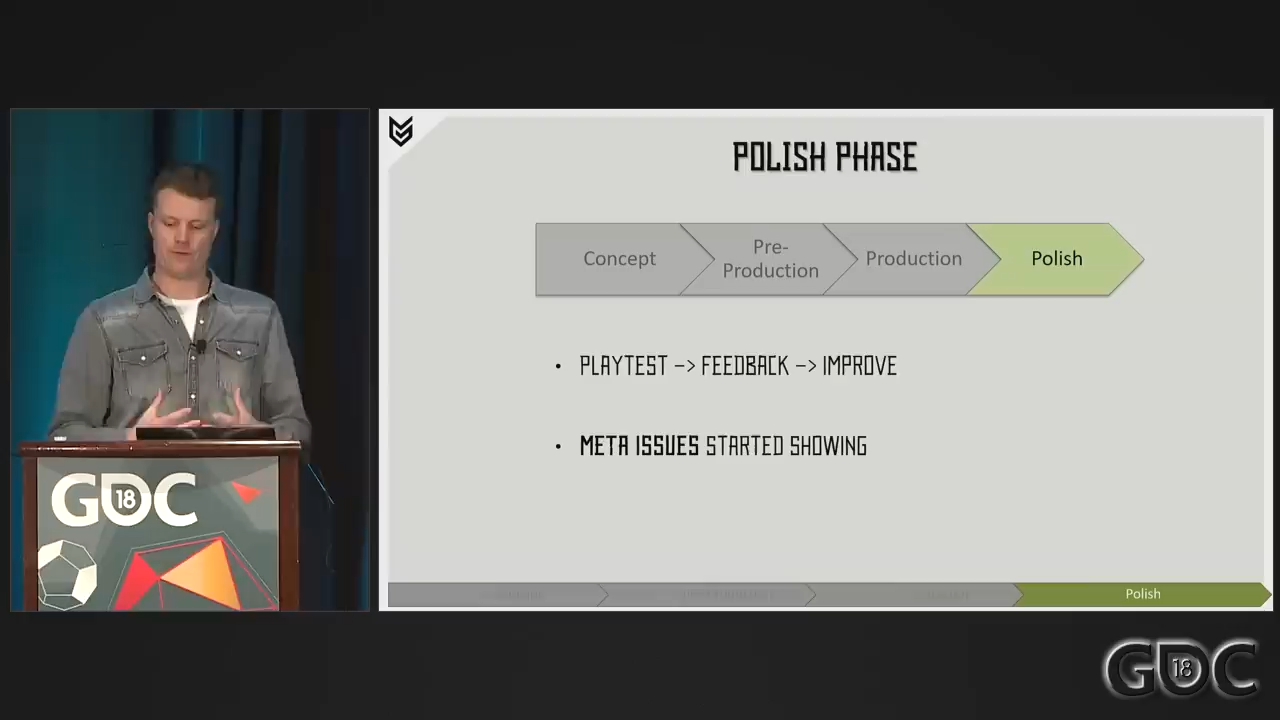 POLISH PHASE
Concept
Pre-
Production
Production
Polish
• PLAYTEST -> FEEDBACK -> IMPROVE
• META ISSUES STARTED SHOWING
Polish
GDC
18
GDC
18